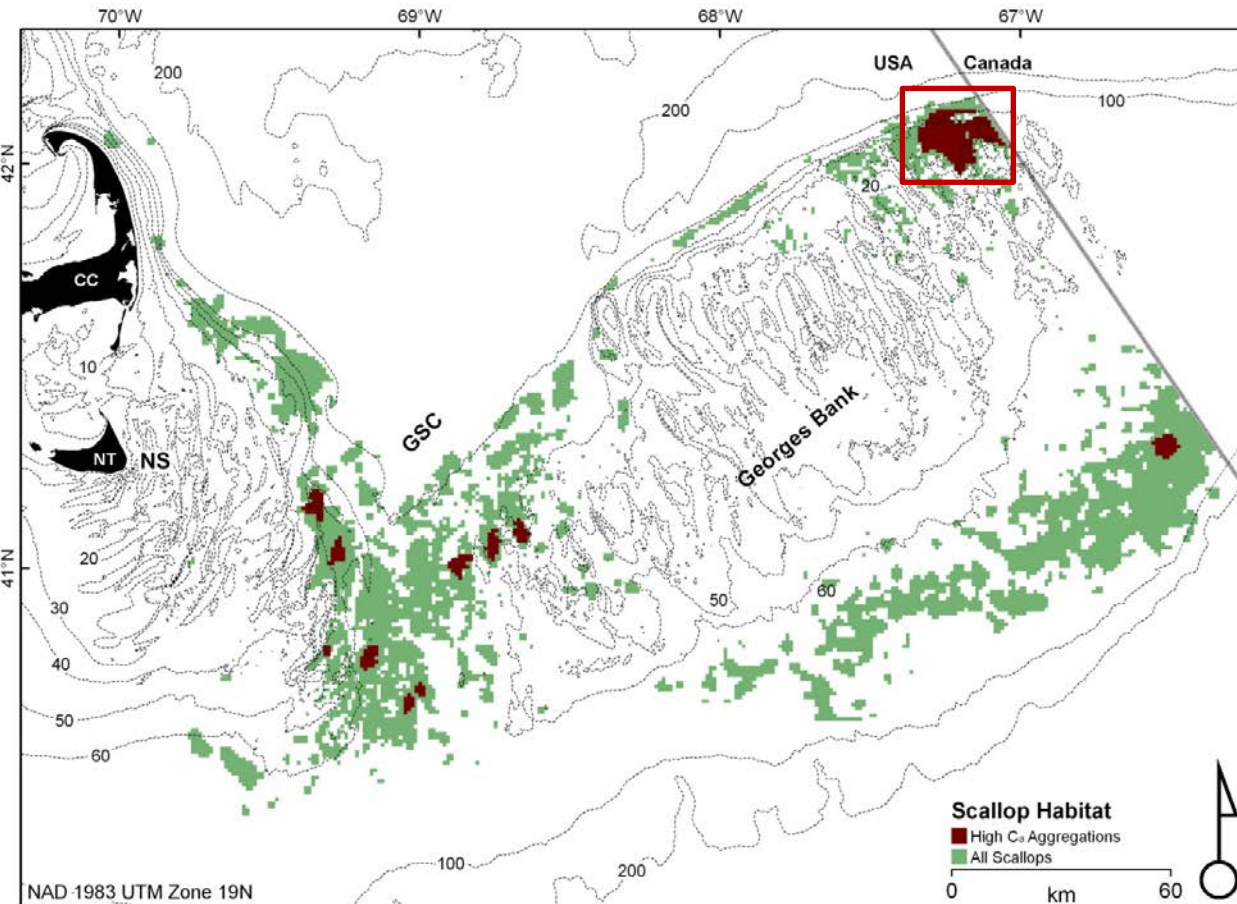 70°W
69°W
68°W
67°W
USA
Canada
200
200
100
42°N
20
CC
10
GSC
Georges Bank
NT
NS
41°N
20
30
50
60
40
50
60
Scallop Habitat
High Cₐ Aggregations
All Scallops
100
200
0 km 60
NAD 1983 UTM Zone 19N